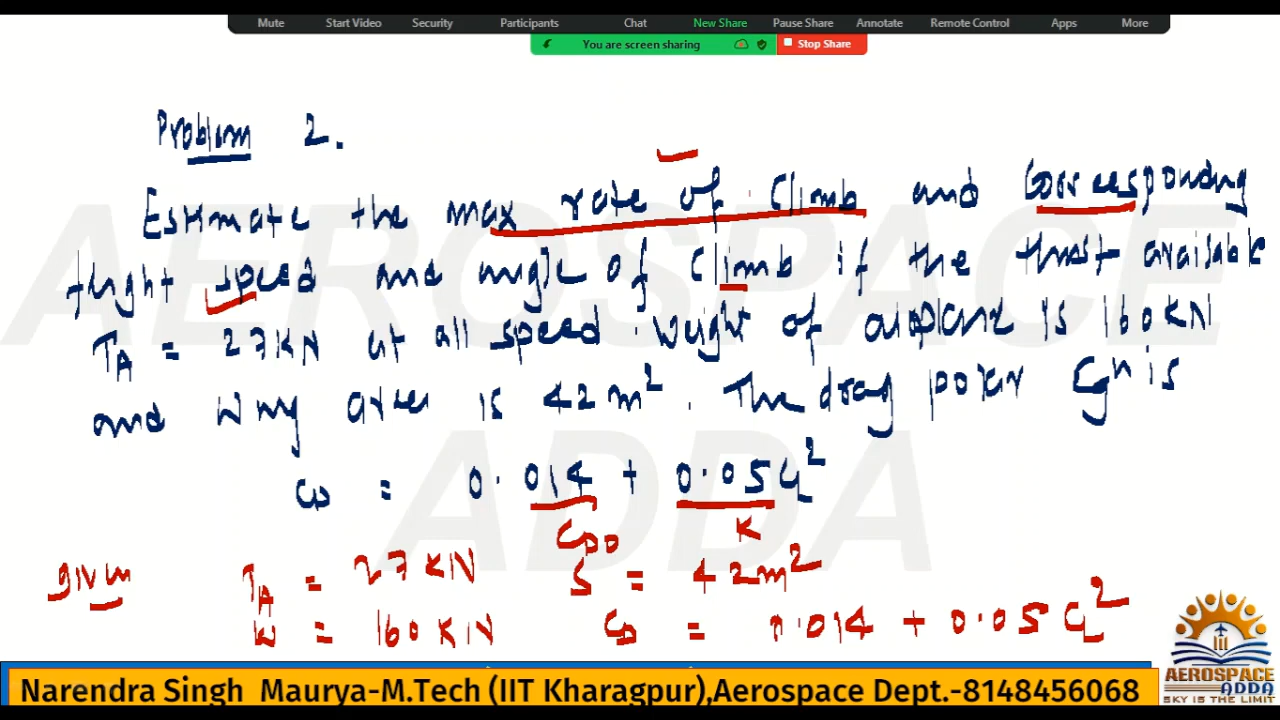 Mute Start Video Security Participants Chat New Share Pause Share Annotate Remote Control Apps More
You are screen sharing Stop Share
Problem 2.
Estimate the max rate of Climb and Corresponding
flight speed and angle of Climb if the thrust available
TA = 27KN at all speed. Weight of airplane is 160KN
and wing area is 42m². The drag polar Eqn is
CD = 0.014 + 0.05CL²
CD0 K
given TA = 27KN S = 42m²
W = 160KN CD = 0.014 + 0.05CL²
AEROSPACE
ADDA
AEROSPACE
ADDA
SKY IS THE LIMIT
Narendra Singh Maurya-M.Tech (IIT Kharagpur),Aerospace Dept.-8148456068